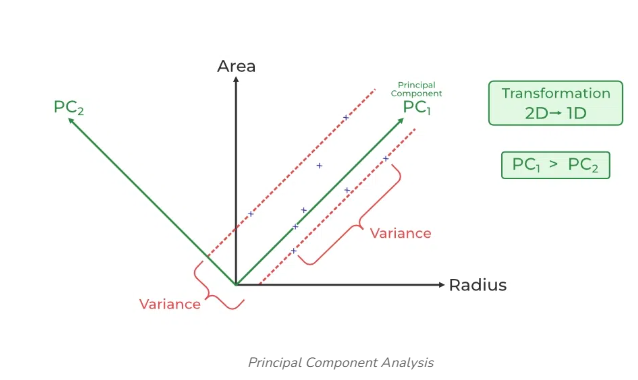 Area
PC₂
Principal
Component
PC₁
Transformation
2D→ 1D
PC₁ > PC₂
Variance
Radius
Variance
Principal Component Analysis